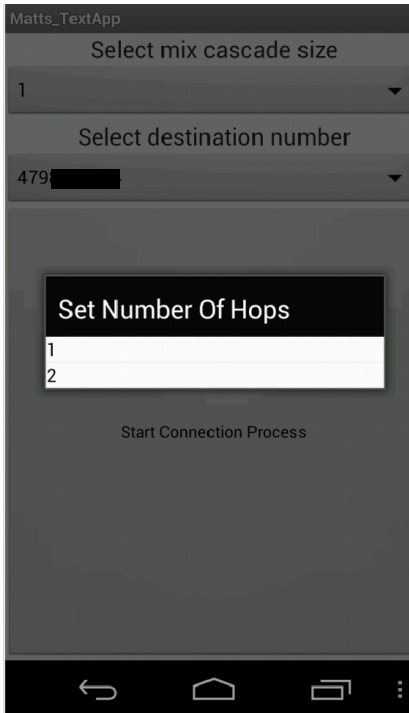 Matts_TextApp
Select mix cascade size
1
Select destination number
479
Set Number Of Hops
1
2
Start Connection Process